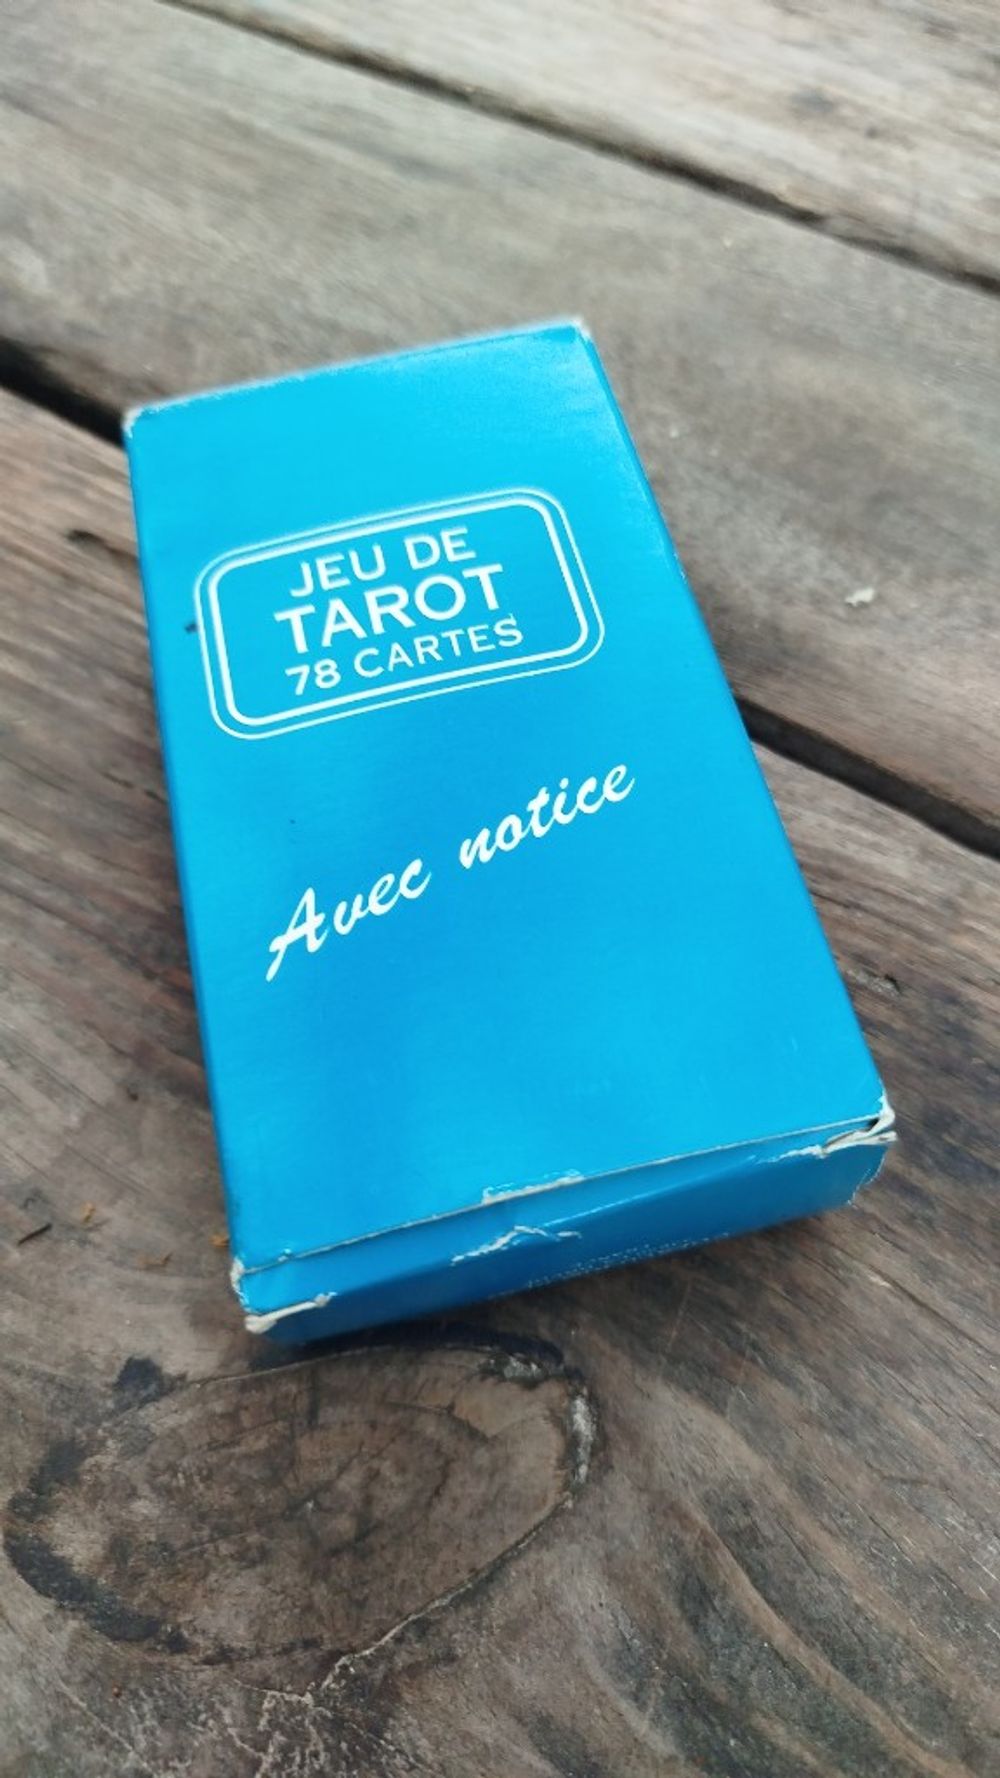 JEU DE
TAROT
78 CARTES
Avec notice